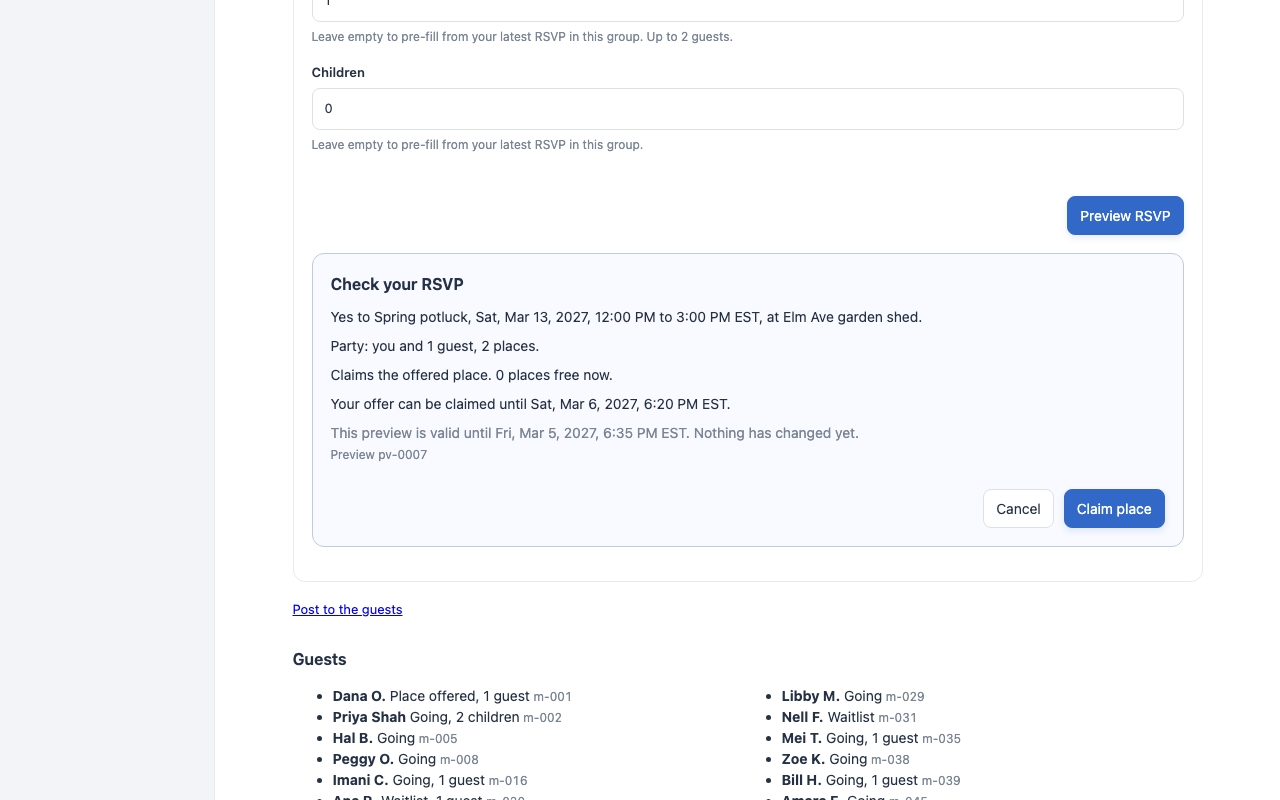 Leave empty to pre-fill from your latest RSVP in this group. Up to 2 guests.
Children
0
Leave empty to pre-fill from your latest RSVP in this group.
Preview RSVP
Check your RSVP
Yes to Spring potluck, Sat, Mar 13, 2027, 12:00 PM to 3:00 PM EST, at Elm Ave garden shed.
Party: you and 1 guest, 2 places.
Claims the offered place. 0 places free now.
Your offer can be claimed until Sat, Mar 6, 2027, 6:20 PM EST.
This preview is valid until Fri, Mar 5, 2027, 6:35 PM EST. Nothing has changed yet.
Preview pv-0007
Cancel
Claim place
Post to the guests
Guests
Dana O. Place offered, 1 guest m-001
Priya Shah Going, 2 children m-002
Hal B. Going m-005
Peggy O. Going m-008
Imani C. Going, 1 guest m-016
Waitlist, 1 guest
Libby M. Going m-029
Nell F. Waitlist m-031
Mei T. Going, 1 guest m-035
Zoe K. Going m-038
Bill H. Going, 1 guest m-039
Going